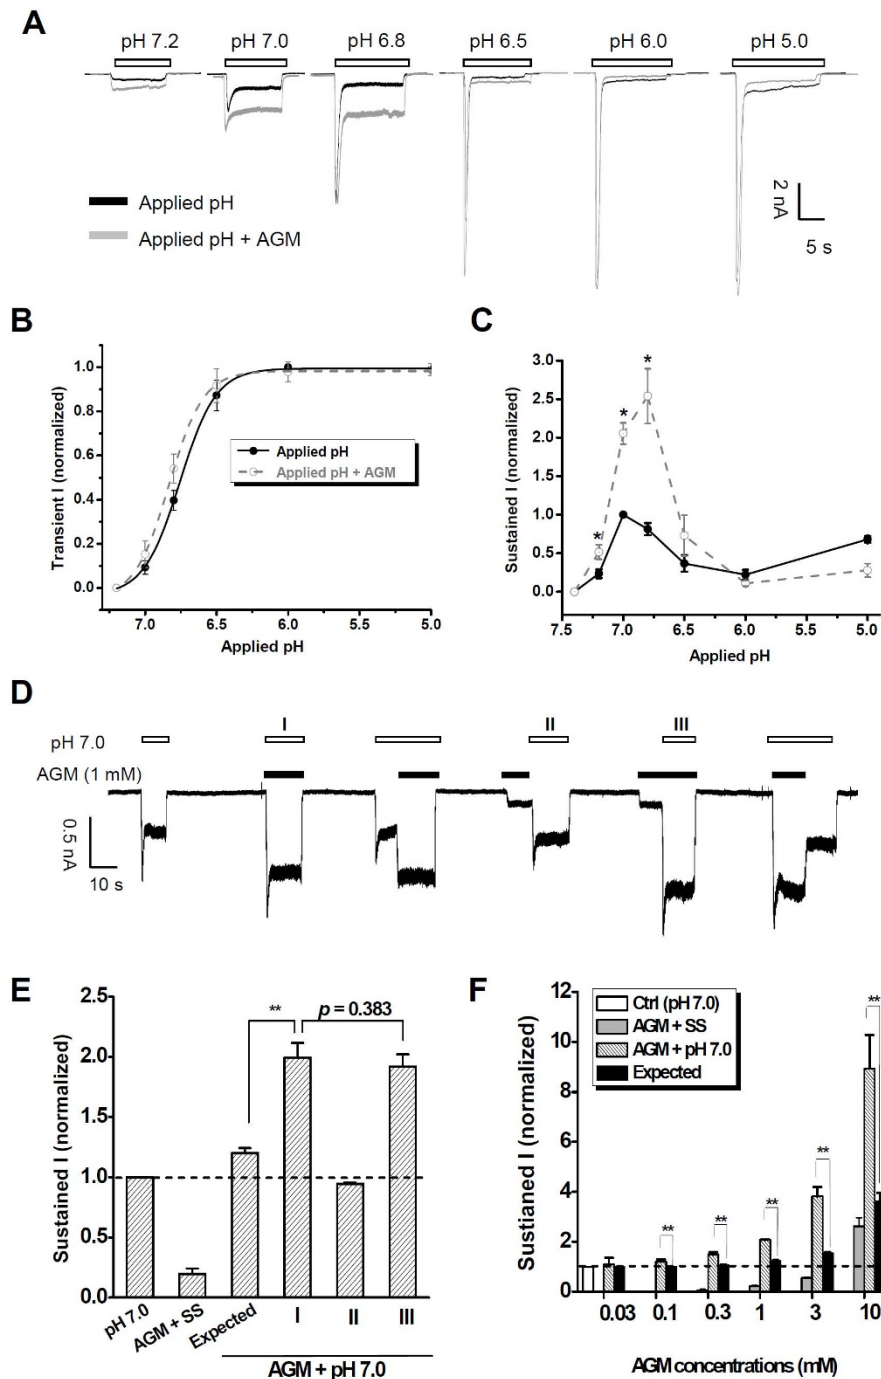 A
pH 7.2 pH 7.0 pH 6.8 pH 6.5 pH 6.0 pH 5.0
Applied pH
Applied pH + AGM
2 nA
5 s
B
Transient I (normalized)
1.0
0.8
0.6
0.4
0.2
0.0
Applied pH
Applied pH + AGM
7.0 6.5 6.0 5.5 5.0
Applied pH
C
Sustained I (normalized)
3.0
2.5
2.0
1.5
1.0
0.5
0.0
* * *
7.5 7.0 6.5 6.0 5.5 5.0
Applied pH
D
I II III
pH 7.0
AGM (1 mM)
0.5 nA
10 s
E
Sustained I (normalized)
2.5
2.0
1.5
1.0
0.5
0.0
** p = 0.383
pH 7.0 AGM + SS Expected I II III
AGM + pH 7.0
F
Sustianed I (normalized)
12
10
8
6
4
2
0
Ctrl (pH 7.0)
AGM + SS
AGM + pH 7.0
Expected
** ** ** ** **
0.03 0.1 0.3 1 3 10
AGM concentrations (mM)